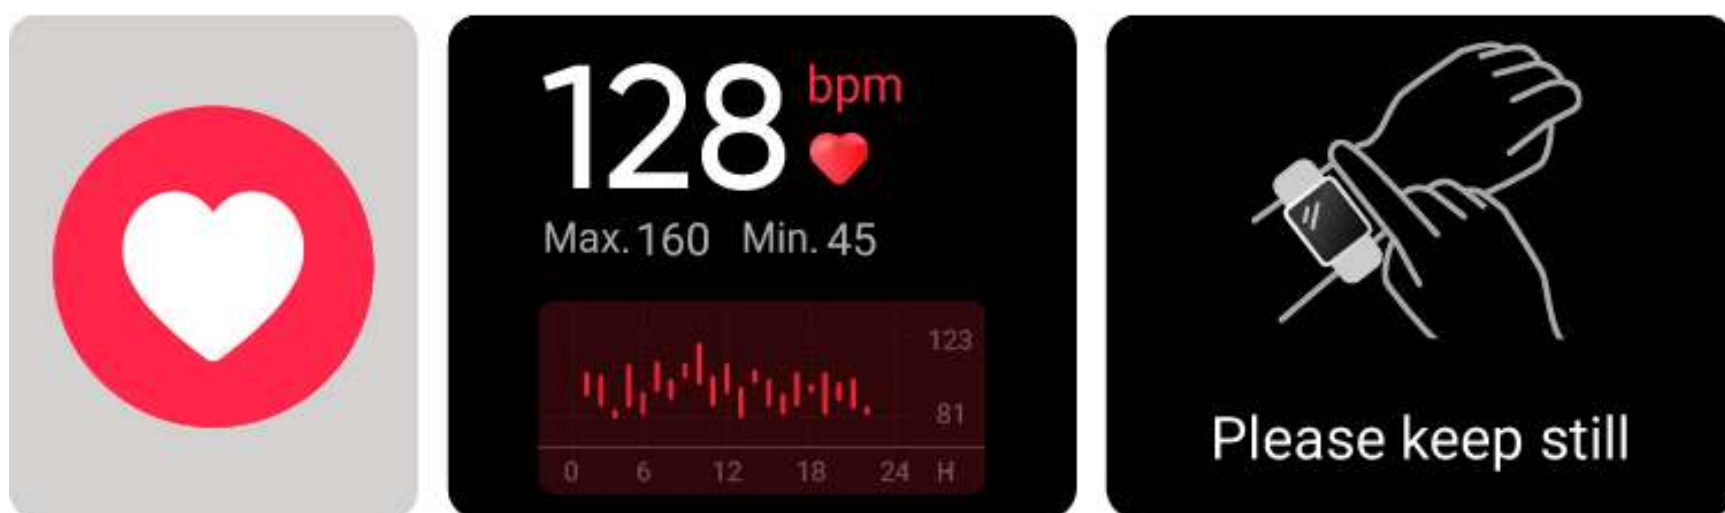 128 bpm
Max. 160 Min. 45
123
81
0 6 12 18 24 H
Please keep still